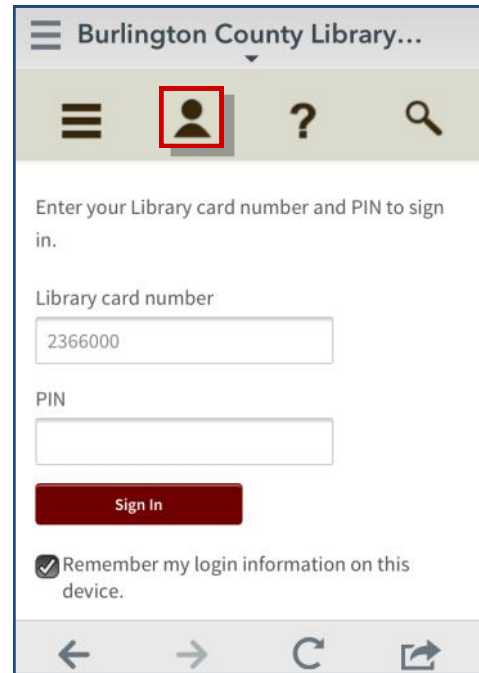 Burlington County Library...
?
Enter your Library card number and PIN to sign
in.
Library card number
2366000
PIN
Sign In
Remember my login information on this
device.